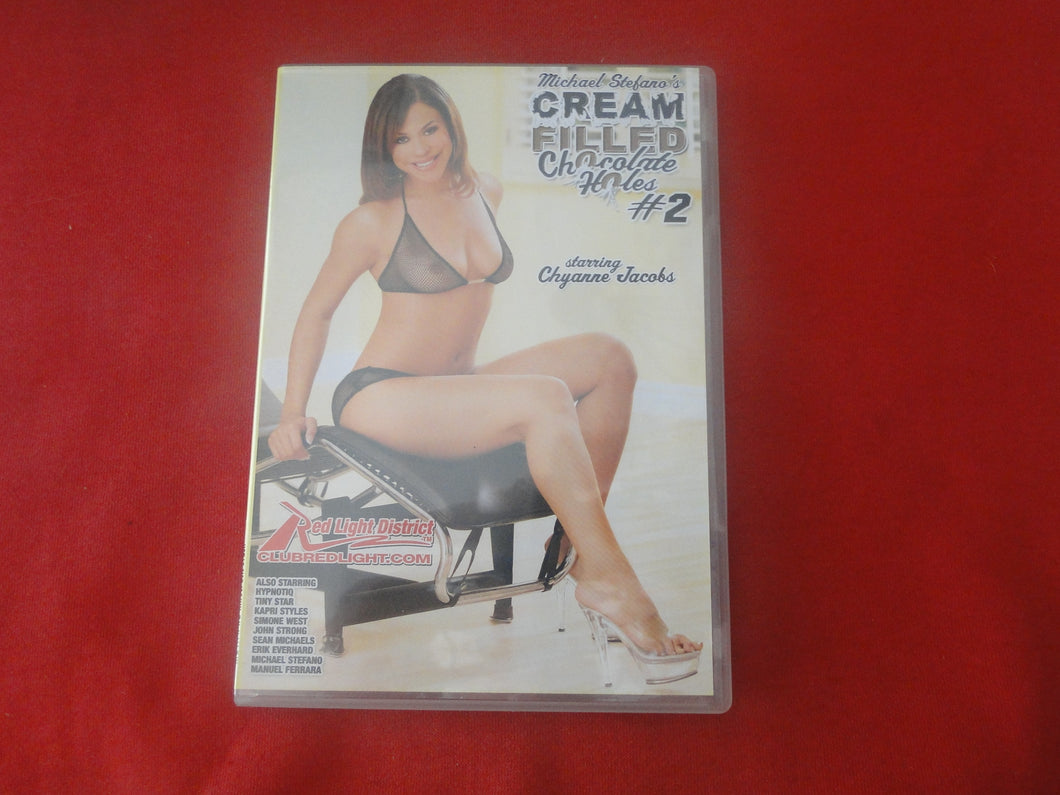 Michael Stefano's
CREAM
FILLED
Chocolate
Holes
#2
starring
Chyanne Jacobs
Red Light District
TM
CLUBREDLIGHT.COM
ALSO STARRING
HYPNOTIQ
TINY STAR
KAPRI STYLES
SIMONE WEST
JOHN STRONG
SEAN MICHAELS
ERIK EVERHARD
MICHAEL STEFANO
MANUEL FERRARA